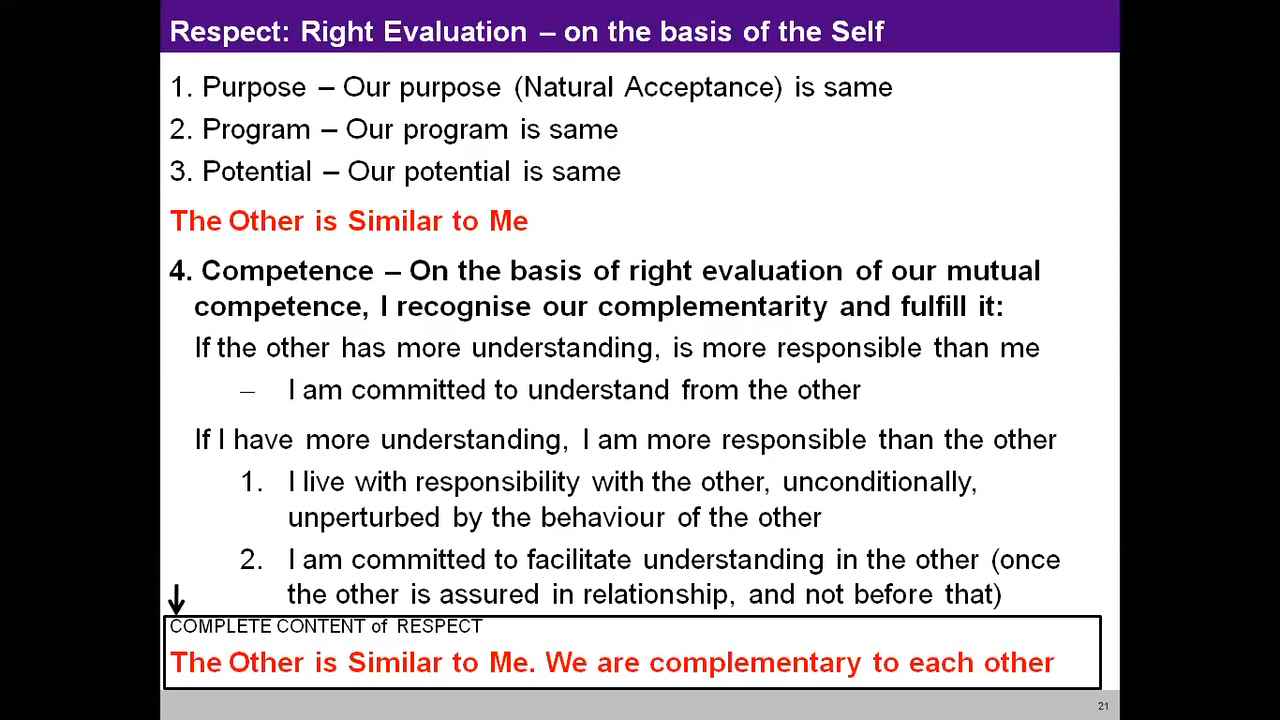 Respect: Right Evaluation – on the basis of the Self
1. Purpose – Our purpose (Natural Acceptance) is same
2. Program – Our program is same
3. Potential – Our potential is same
The Other is Similar to Me
4. Competence – On the basis of right evaluation of our mutual
competence, I recognise our complementarity and fulfill it:
If the other has more understanding, is more responsible than me
– I am committed to understand from the other
If I have more understanding, I am more responsible than the other
1. I live with responsibility with the other, unconditionally,
unperturbed by the behaviour of the other
2. I am committed to facilitate understanding in the other (once
the other is assured in relationship, and not before that)
COMPLETE CONTENT of RESPECT
The Other is Similar to Me. We are complementary to each other
21